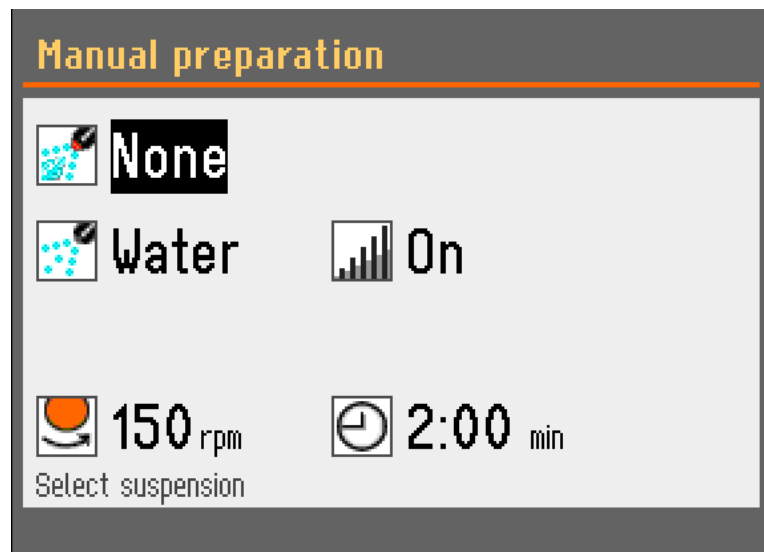 Manual preparation
None
Water On
150 rpm 2:00 min
Select suspension